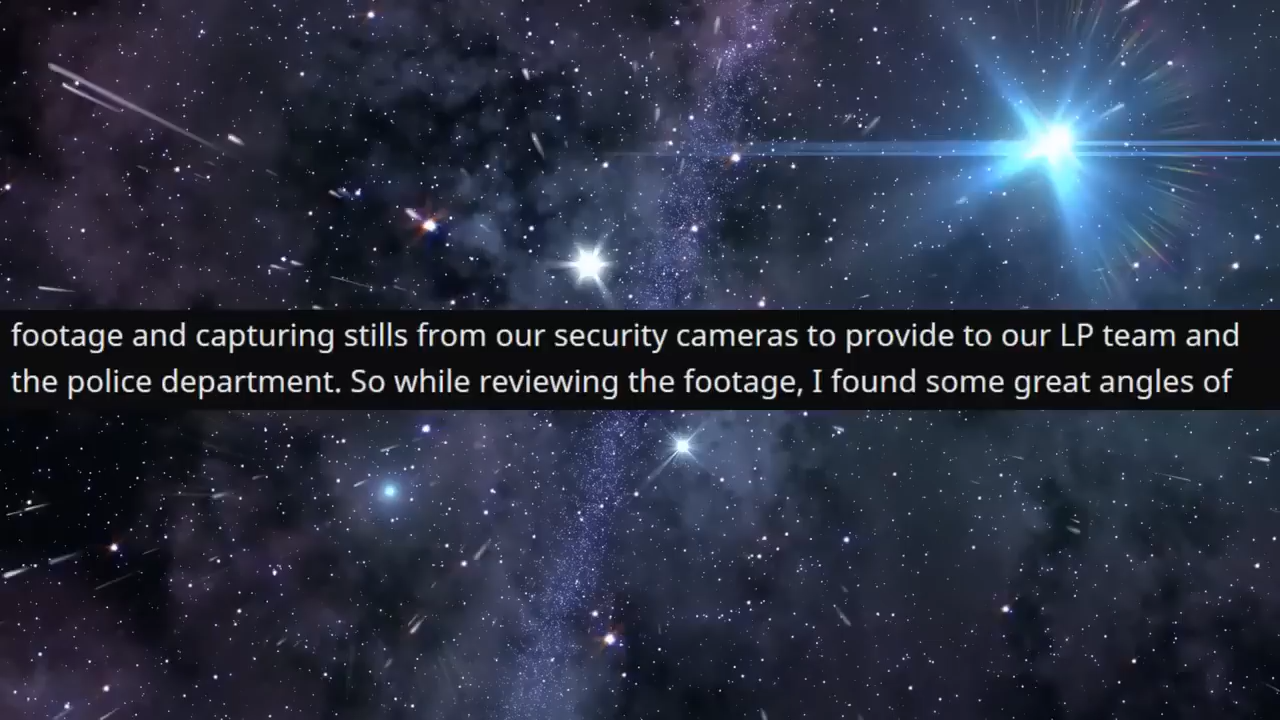 footage and capturing stills from our security cameras to provide to our LP team and
the police department. So while reviewing the footage, I found some great angles of